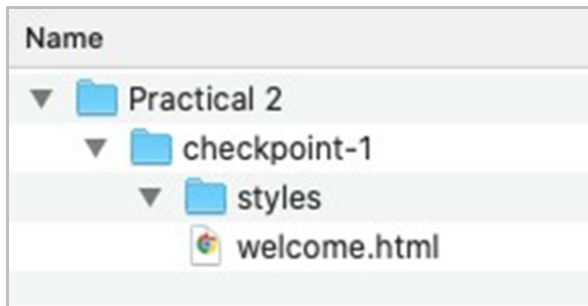 Name
Practical 2
checkpoint-1
styles
welcome.html